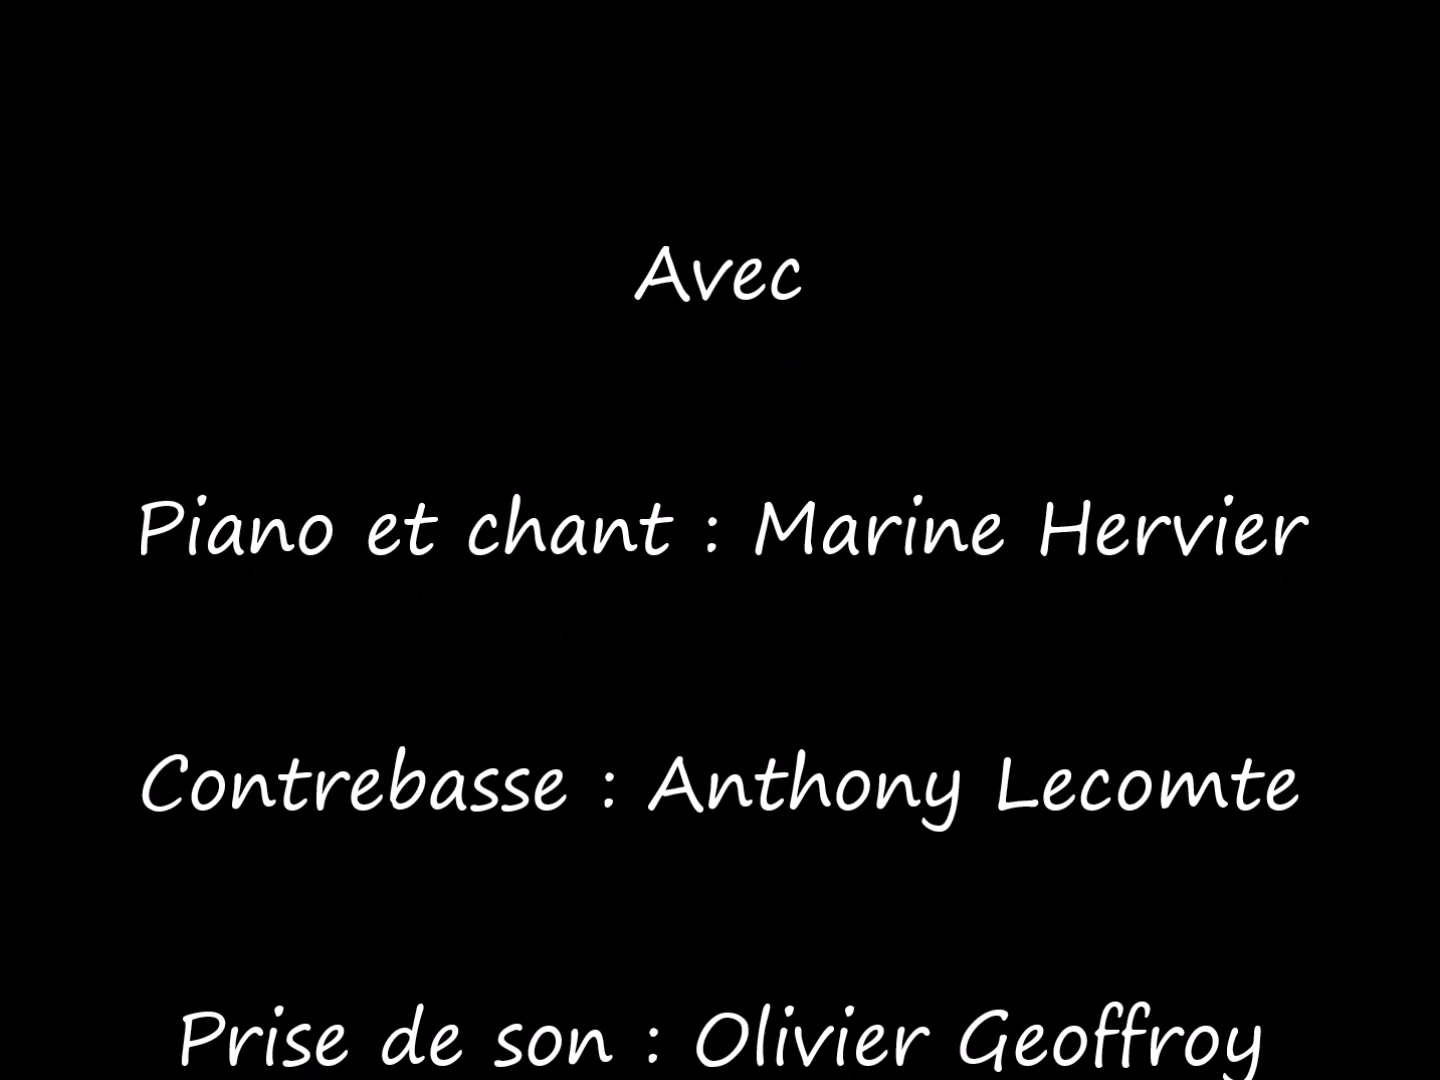 Avec
Piano et chant : Marine Hervier
Contrebasse : Anthony Lecomte
Prise de son : Olivier Geoffroy